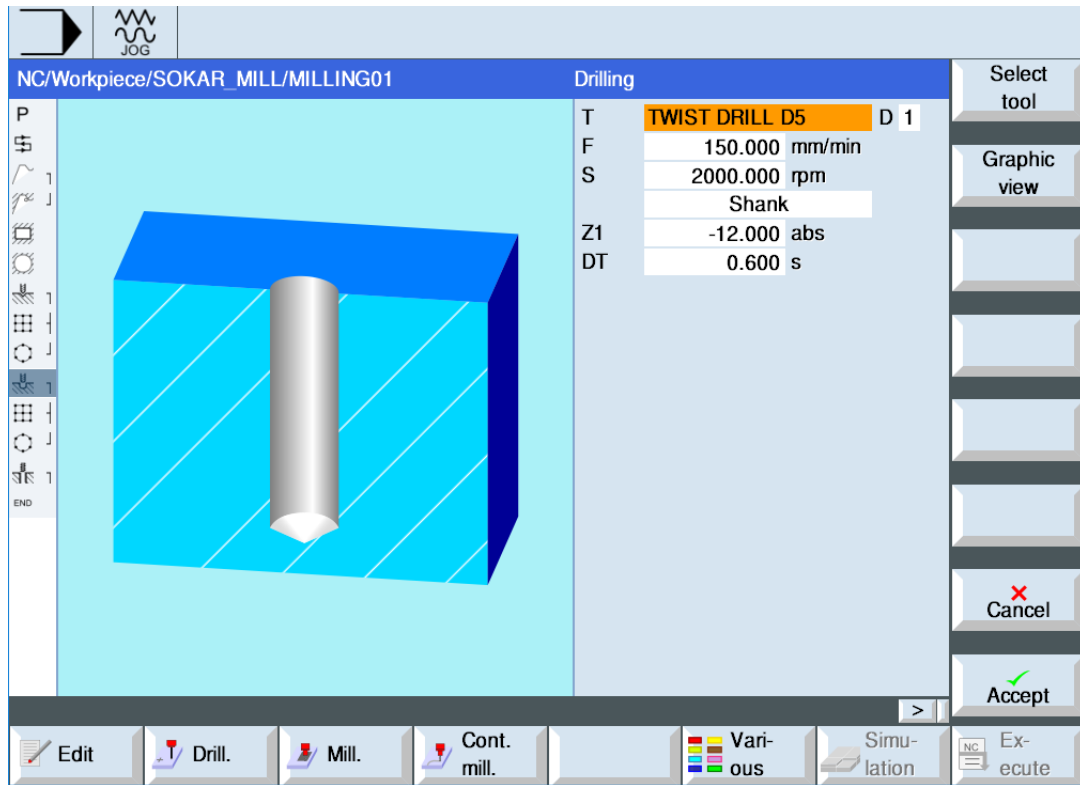 JOG
NC/Workpiece/SOKAR_MILL/MILLING01
Drilling
P
END
T TWIST DRILL D5 D 1
F 150.000 mm/min
S 2000.000 rpm
Shank
Z1 -12.000 abs
DT 0.600 s
Select
tool
Graphic
view
Cancel
Accept
>
Edit
Drill.
Mill.
Cont.
mill.
Vari-
ous
Simu-
lation
NC
Ex-
ecute